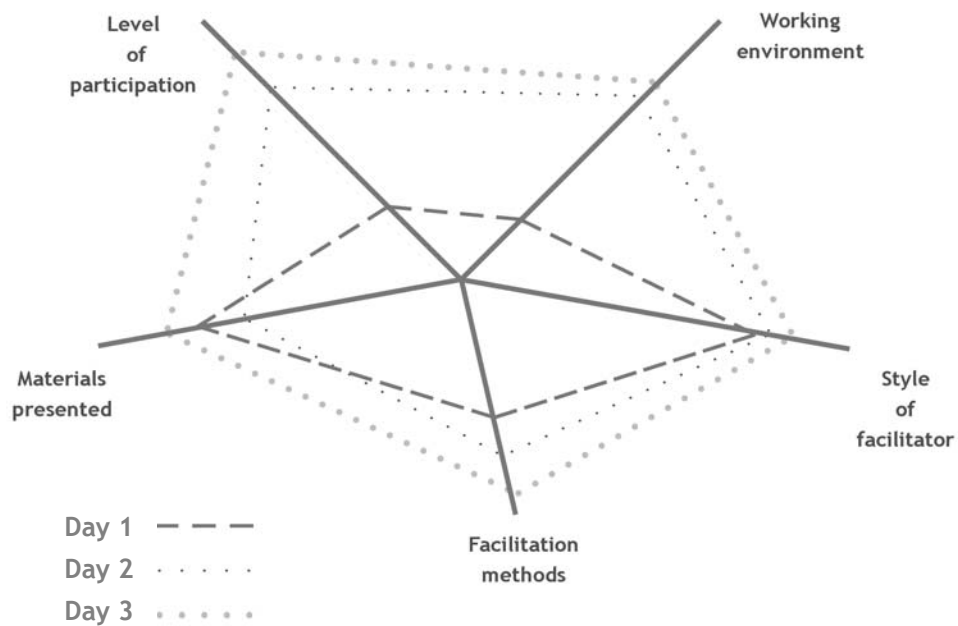 Level
of
participation
Working
environment
Materials
presented
Style
of
facilitator
Facilitation
methods
Day 1
Day 2
Day 3